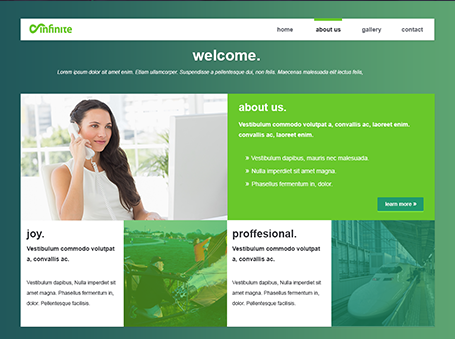 infinite
home about us gallery contact
welcome.
Lorem ipsum dolor sit amet enim. Etiam ullamcorper. Suspendisse a pellentesque dui, non felis. Maecenas malesuada elit lectus felis,
about us.
Vestibulum commodo volutpat a, convallis ac, laoreet enim.
convallis ac, laoreet enim.
» Vestibulum dapibus, mauris nec malesuada
» Nulla imperdiet sit amet magna.
» Phasellus fermentum in, dolor.
learn more »
joy.
Vestibulum commodo volutpat
a, convallis ac.
Vestibulum dapibus, Nulla imperdiet sit
amet magna. Phasellus fermentum in,
dolor. Pellentesque facilisis.
proffesional.
Vestibulum commodo volutpat
a, convallis ac.
Vestibulum dapibus, Nulla imperdiet sit
amet magna. Phasellus fermentum in,
dolor. Pellentesque facilisis.